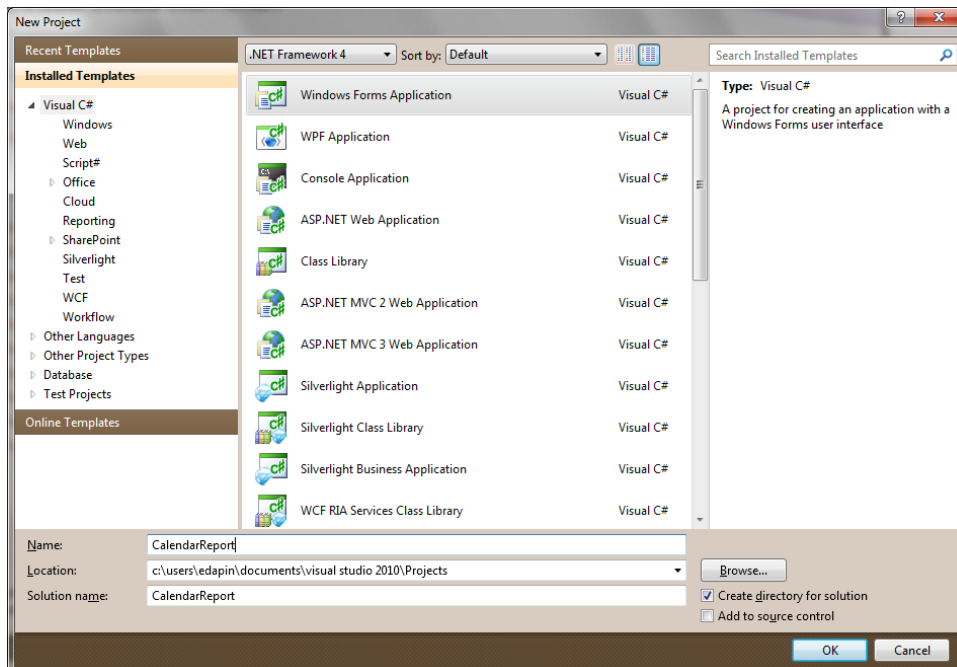 New Project
Recent Templates
Installed Templates
Visual C#
Windows
Web
Script#
Office
Cloud
Reporting
SharePoint
Silverlight
Test
WCF
Workflow
Other Languages
Other Project Types
Database
Test Projects
Online Templates
.NET Framework 4 Sort by: Default
Windows Forms Application Visual C#
WPF Application Visual C#
Console Application Visual C#
ASP.NET Web Application Visual C#
Class Library Visual C#
ASP.NET MVC 2 Web Application Visual C#
ASP.NET MVC 3 Web Application Visual C#
Silverlight Application Visual C#
Silverlight Class Library Visual C#
Silverlight Business Application Visual C#
WCF RIA Services Class Library Visual C#
Search Installed Templates
Type: Visual C#
A project for creating an application with a
Windows Forms user interface
Name: CalendarReport
Location: c:\users\edapin\documents\visual studio 2010\Projects
Browse...
Solution name: CalendarReport
Create directory for solution
Add to source control
OK Cancel